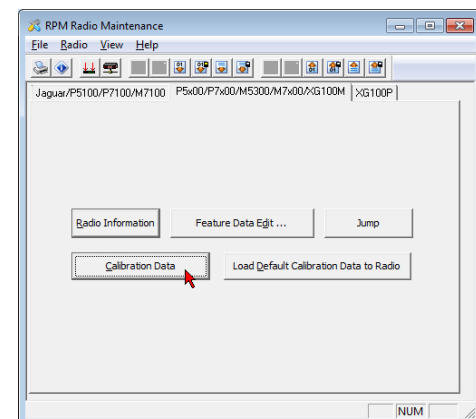 RPM Radio Maintenance
File Radio View Help
Jaguar/P5100/P7100/M7100 P5x00/P7x00/M5300/M7x00/XG100M XG100P
Radio Information Feature Data Edit ... Jump
Calibration Data Load Default Calibration Data to Radio
NUM